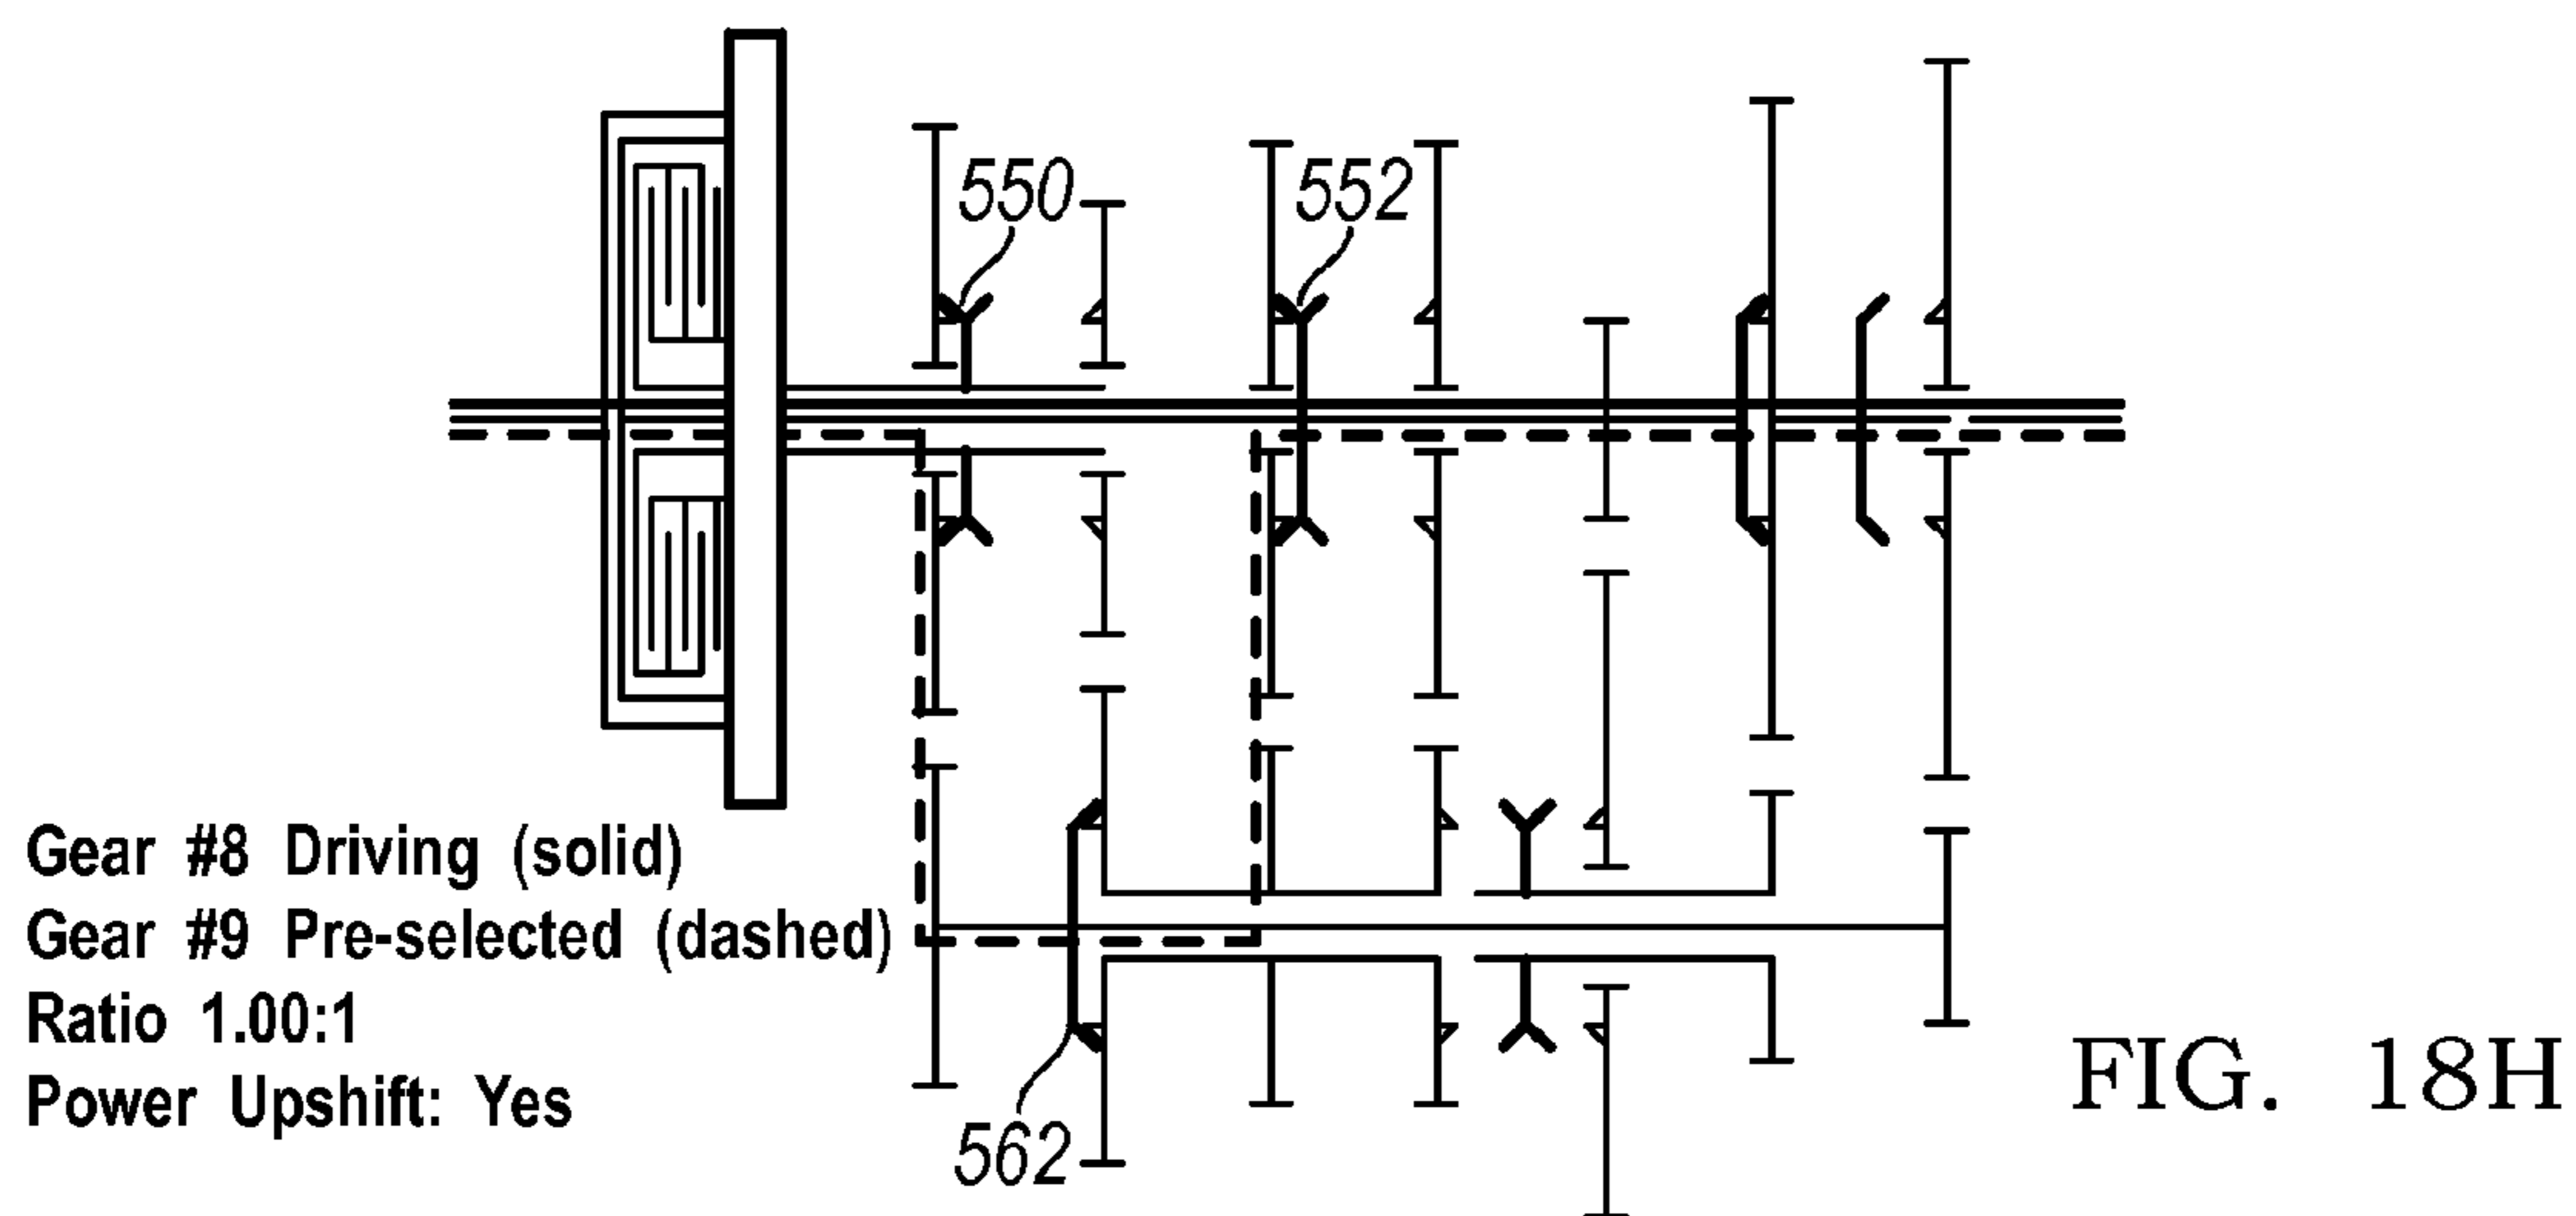 550
552
Gear #8 Driving (solid)
Gear #9 Pre-selected (dashed)
Ratio 1.00:1
Power Upshift: Yes
562
FIG. 18H